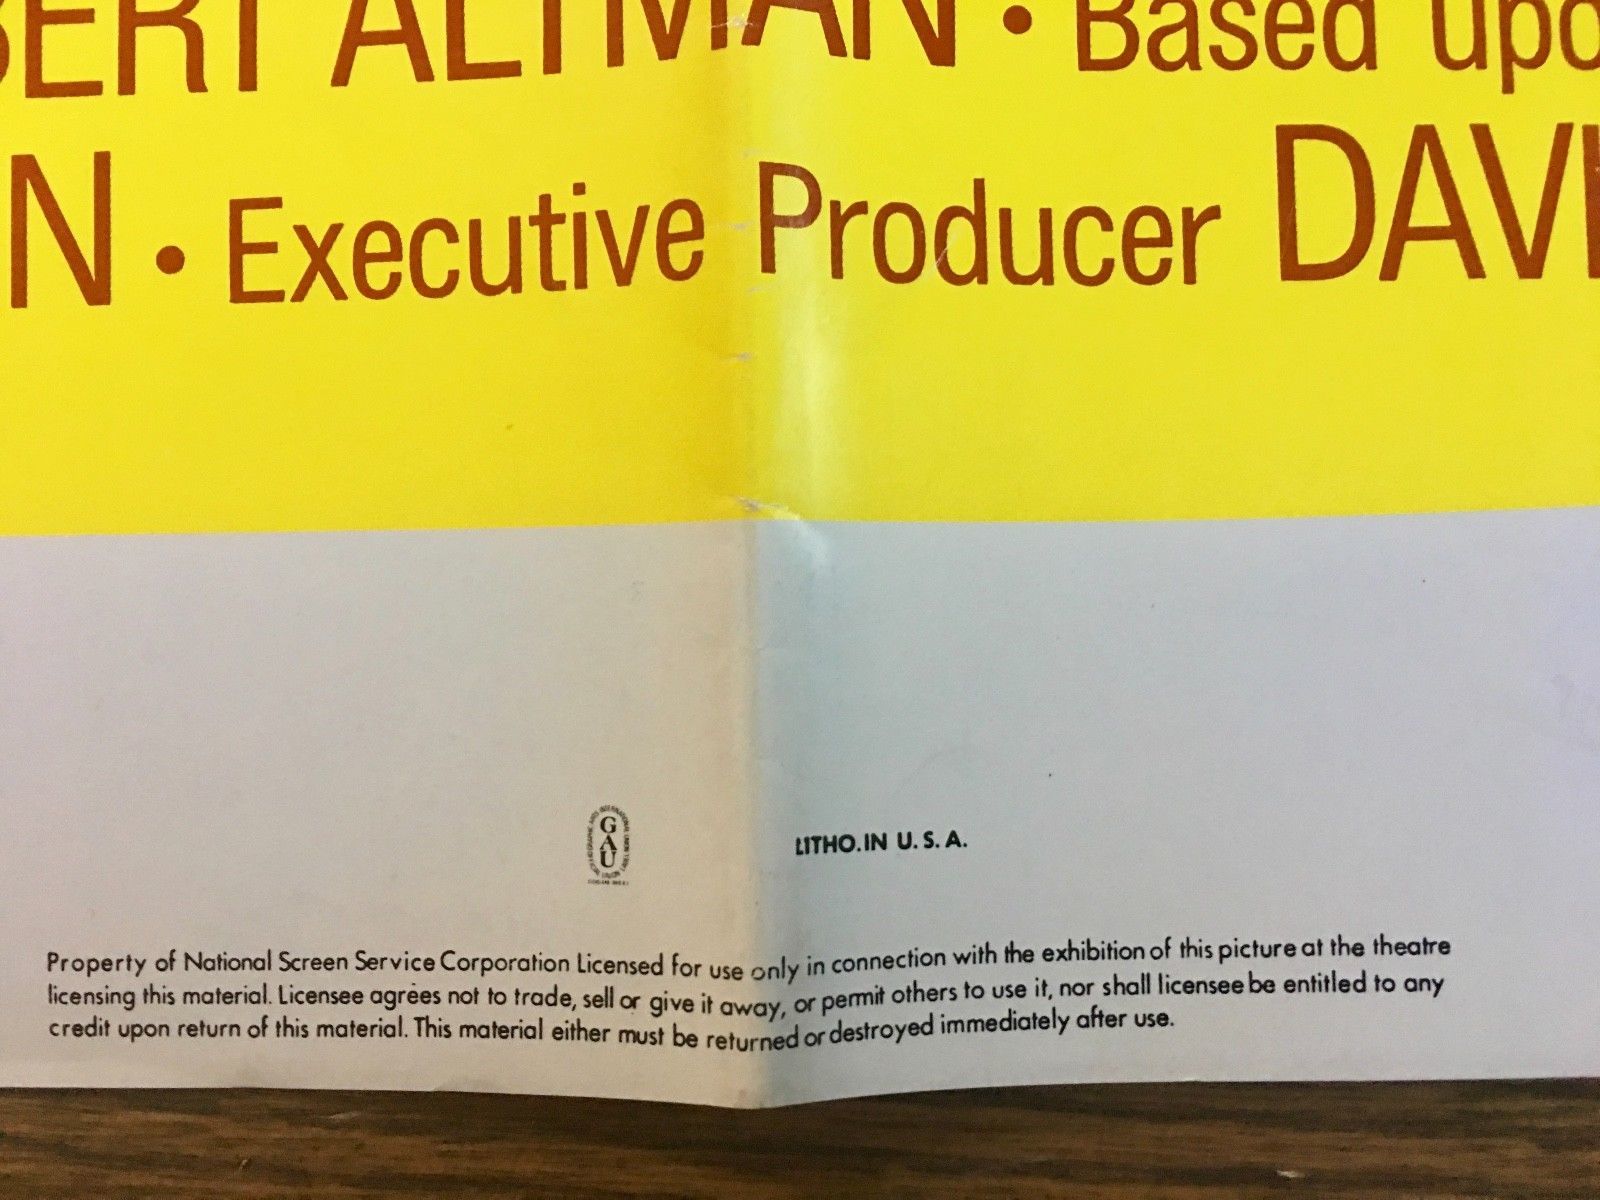 BERT ALTMAN • Based upo
N • Executive Producer DAVI
GAU
LITHO. IN U. S. A.
Property of National Screen Service Corporation Licensed for use only in connection with the exhibition of this picture at the theatre
licensing this material. Licensee agrees not to trade, sell or give it away, or permit others to use it, nor shall licensee be entitled to any
credit upon return of this material. This material either must be returned or destroyed immediately after use.